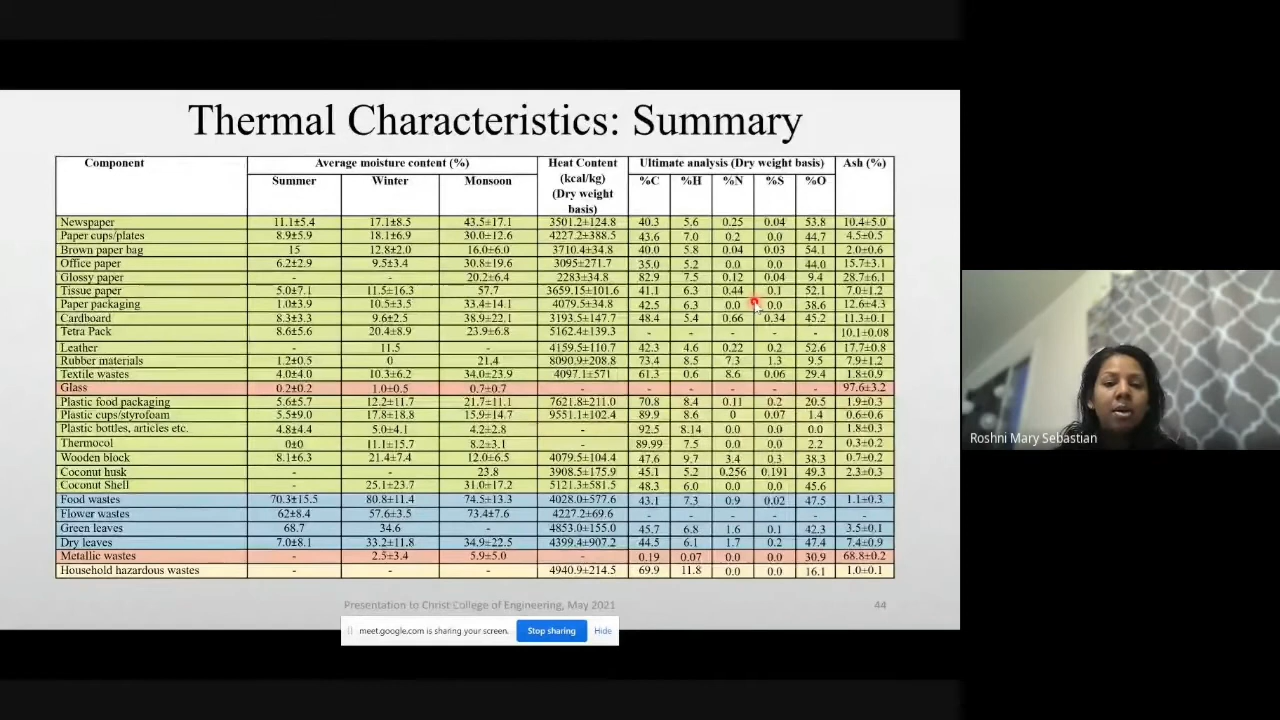 Thermal Characteristics: Summary
Component Average moisture content (%) Heat Content (kcal/kg) (Dry weight basis) Ultimate analysis (Dry weight basis) Ash (%)
Summer Winter Monsoon %C %H %N %S %O
Newspaper 11.1±5.4 17.1±8.5 43.5±17.1 3501.2±124.8 40.3 5.6 0.25 0.04 53.8 10.4±5.0
Paper cups/plates 8.9±5.9 18.1±6.9 30.0±12.6 4227.2±388.5 43.6 7.0 0.2 0.0 44.7 4.5±0.5
Brown paper bag 15 12.8±2.0 16.0±6.0 3710.4±34.8 40.0 5.8 0.04 0.03 54.1 2.0±0.6
Office paper 6.2±2.9 9.5±3.4 30.8±19.6 3095±271.7 35.0 5.2 0.0 0.0 44.0 15.7±3.1
Glossy paper - - 20.2±6.4 2283±34.8 82.9 7.5 0.12 0.04 9.4 28.7±6.1
Tissue paper 5.0±7.1 11.5±16.3 57.7 3659.15±101.6 41.1 6.3 0.44 0.1 52.1 7.0±1.2
Paper packaging 1.0±3.9 10.5±3.5 33.4±14.1 4079.5±34.8 42.5 6.3 0.0 0.0 38.6 12.6±4.3
Cardboard 8.3±3.3 9.6±2.5 38.9±22.1 3193.5±147.7 53.4 5.4 0.66 0.34 45.2 11.3±0.1
Tetra Pack 8.6±5.6 20.4±8.9 23.9±6.8 5162.4±139.3 - - - - - 10.1±0.08
Leather - 11.5 - 4159.5±110.7 42.3 4.6 0.22 0.2 52.6 17.7±0.8
Rubber materials 1.2±0.5 0 21.4 8090.9±208.8 73.4 8.5 7.3 1.3 9.5 7.9±1.2
Textile wastes 4.0±4.0 10.3±6.2 34.0±23.9 4097.1±571 61.3 0.6 8.6 0.06 29.4 1.8±0.9
Glass 0.2±0.2 1.0±0.5 0.7±0.7 - - - - - - 97.6±3.2
Plastic food packaging 5.6±5.7 12.2±11.7 21.7±11.1 7621.8±211.0 70.8 8.4 0.11 0.2 20.5 1.9±0.3
Plastic cups/styrofoam 5.5±9.0 17.8±18.8 15.9±14.7 9551.1±102.4 89.9 8.6 0 0.07 1.4 0.6±0.6
Plastic bottles, articles etc. 4.8±4.4 5.0±4.1 4.2±2.8 - 92.5 8.14 0.0 0.0 0.0 1.8±0.3
Thermocol 0±0 11.1±15.7 8.2±3.1 - 89.99 7.5 0.0 0.0 2.2 0.3±0.2
Wooden block 8.1±6.3 21.4±7.4 12.0±6.5 4079.5±104.4 47.6 9.7 3.4 0.3 38.3 0.7±0.2
Coconut husk - - 23.8 3908.5±175.9 45.1 5.2 0.256 0.191 49.3 2.3±0.3
Coconut Shell - 25.1±23.7 31.0±17.2 5121.3±581.5 48.3 6.0 0.0 0.0 45.6
Food wastes 70.3±15.5 80.8±11.4 74.5±13.3 4028.0±577.6 43.1 7.3 0.9 0.02 47.5 1.1±0.3
Flower wastes 62±8.4 57.6±3.5 73.4±7.6 4227.2±69.6 - - - - - -
Green leaves 68.7 34.6 - 4853.0±155.0 45.7 6.8 1.6 0.1 42.3 3.5±0.1
Dry leaves 7.0±8.1 33.2±11.8 34.9±22.5 4399.4±907.2 44.5 6.1 1.7 0.2 47.4 7.4±0.9
Metallic wastes - 2.5±3.4 5.9±5.0 - 0.19 0.07 0.0 0.0 30.9 68.8±0.2
Household hazardous wastes - - - 4940.9±214.5 69.9 11.8 0.0 0.0 16.1 1.0±0.1
Presentation to Christ College of Engineering, May 2021 44
meet.google.com is sharing your screen. Stop sharing Hide
Roshni Mary Sebastian